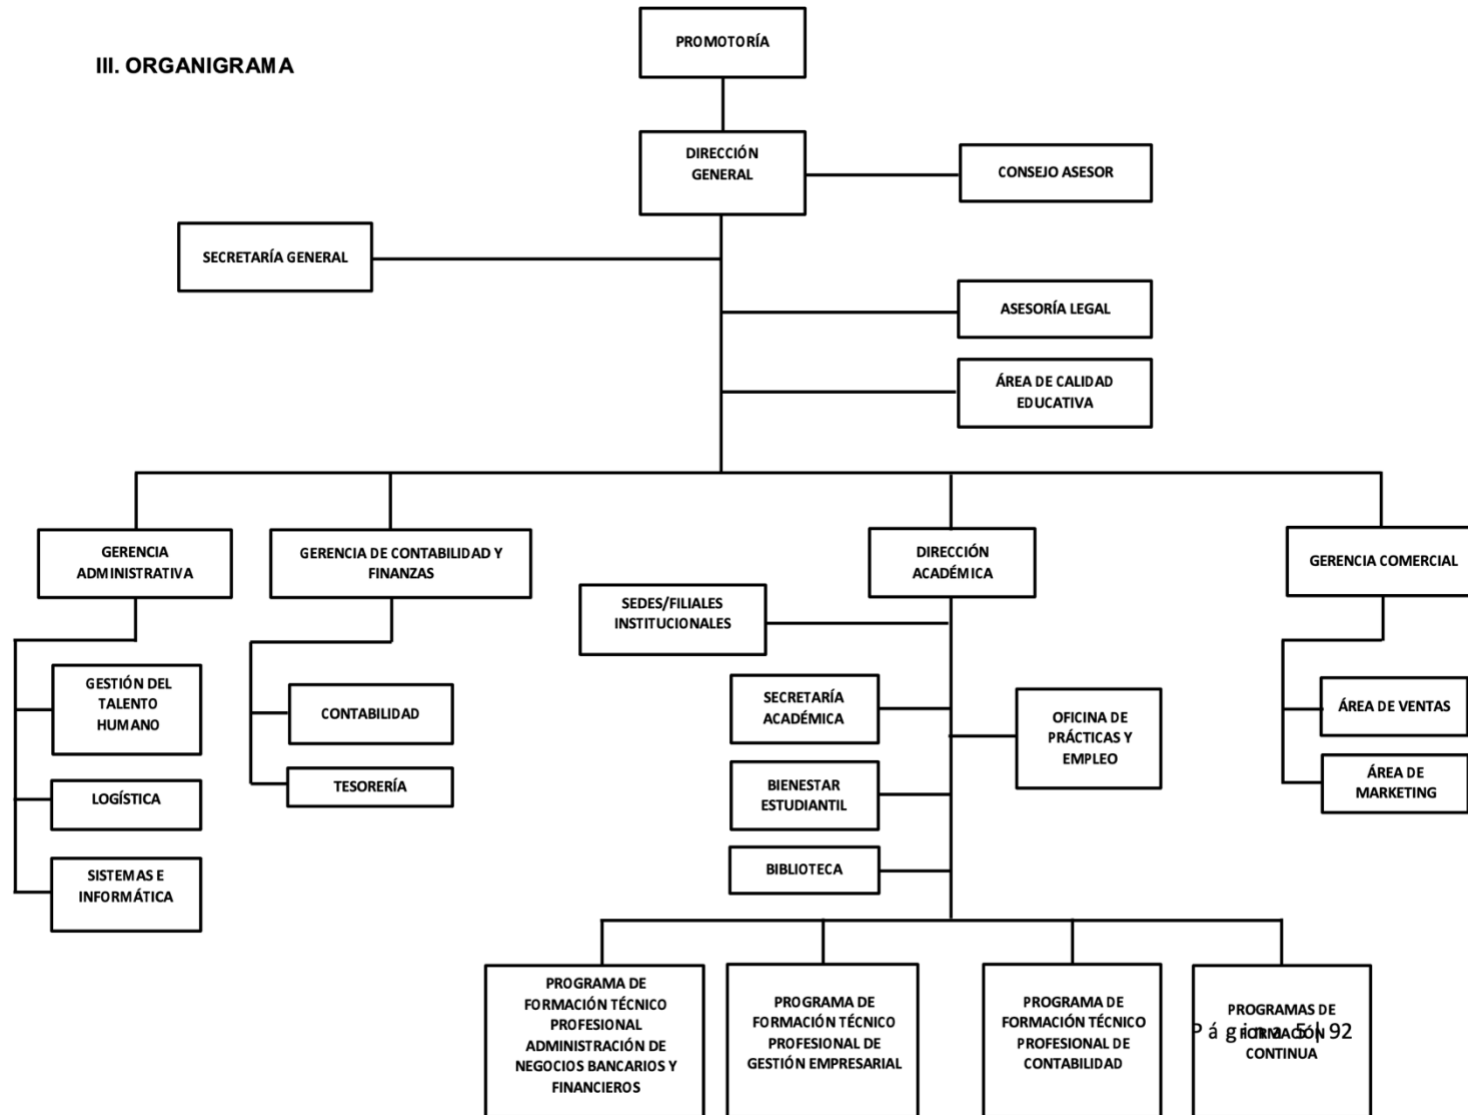 PROMOTORÍA
III. ORGANIGRAMA
DIRECCIÓN
GENERAL
CONSEJO ASESOR
SECRETARÍA GENERAL
ASESORÍA LEGAL
ÁREA DE CALIDAD
EDUCATIVA
GERENCIA
ADMINISTRATIVA
GERENCIA DE CONTABILIDAD Y
FINANZAS
DIRECCIÓN
ACADÉMICA
GERENCIA COMERCIAL
SEDES/FILIALES
INSTITUCIONALES
GESTIÓN DEL
TALENTO
HUMANO
CONTABILIDAD
SECRETARÍA
ACADÉMICA
OFICINA DE
PRÁCTICAS Y
EMPLEO
ÁREA DE VENTAS
LOGÍSTICA
TESORERÍA
BIENESTAR
ESTUDIANTIL
ÁREA DE
MARKETING
SISTEMAS E
INFORMÁTICA
BIBLIOTECA
PROGRAMA DE
FORMACIÓN TÉCNICO
PROFESIONAL
ADMINISTRACIÓN DE
NEGOCIOS BANCARIOS Y
FINANCIEROS
PROGRAMA DE
FORMACIÓN TÉCNICO
PROFESIONAL DE
GESTIÓN EMPRESARIAL
PROGRAMA DE
FORMACIÓN TÉCNICO
PROFESIONAL DE
CONTABILIDAD
PROGRAMAS DE
FORMACIÓN
CONTINUA
Página 5 | 92